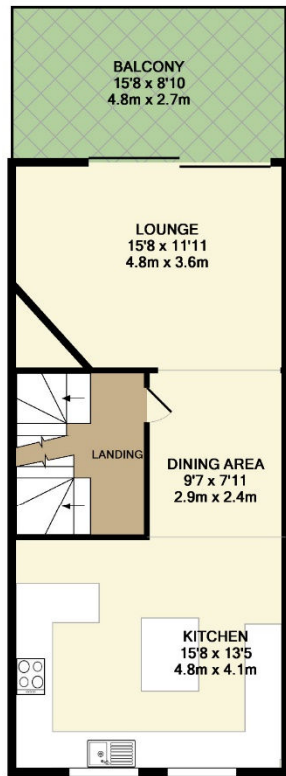 BALCONY
15'8 x 8'10
4.8m x 2.7m
LOUNGE
15'8 x 11'11
4.8m x 3.6m
LANDING
DINING AREA
9'7 x 7'11
2.9m x 2.4m
KITCHEN
15'8 x 13'5
4.8m x 4.1m